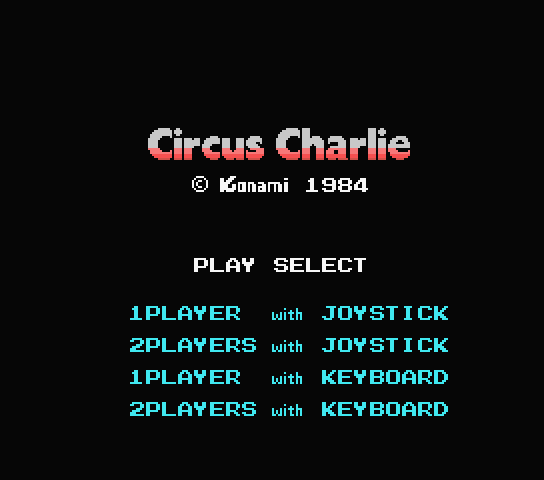 Circus Charlie
© Konami 1984
PLAY SELECT
1PLAYER with JOYSTICK
2PLAYERS with JOYSTICK
1PLAYER with KEYBOARD
2PLAYERS with KEYBOARD